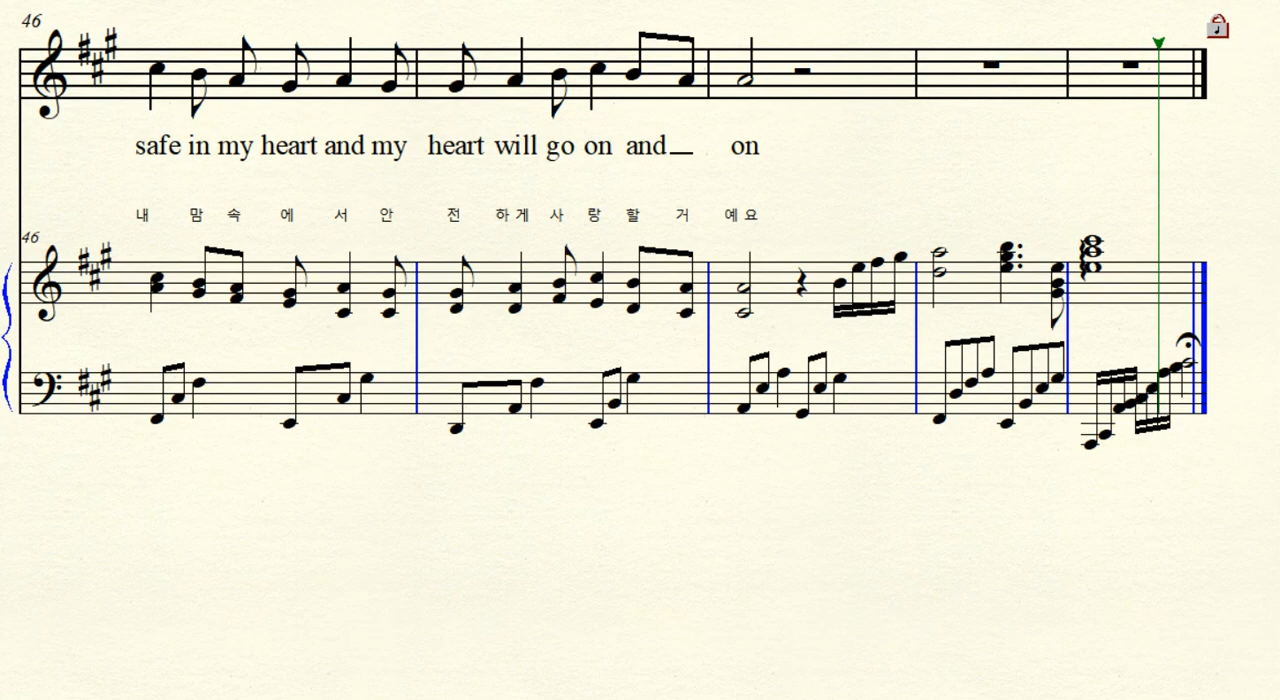 46
safe in my heart and my heart will go on and on
내 맘 속 에 서 안 전 하 게 사 랑 할 거 예 요
46